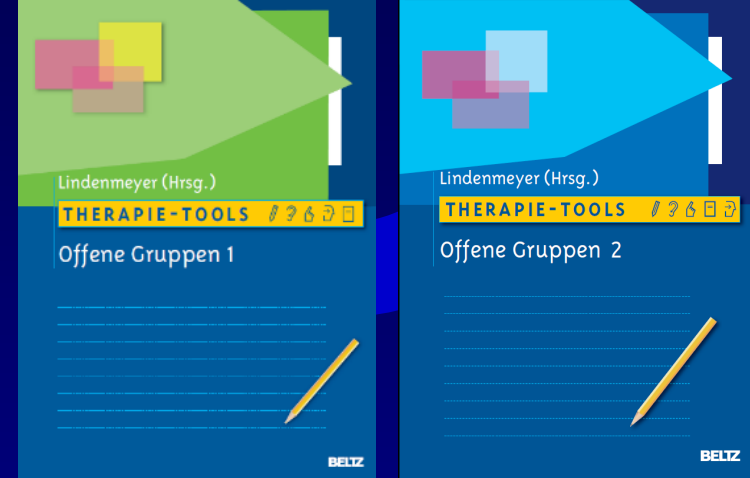 Lindenmeyer (Hrsg.)
THERAPIE-TOOLS
Offene Gruppen 1
BELTZ
Lindenmeyer (Hrsg.)
THERAPIE-TOOLS
Offene Gruppen 2
BELTZ